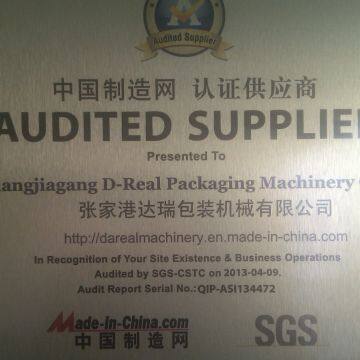 Audited Supplier
中国制造网 认证供应商
AUDITED SUPPLIE
Presented To
angjiagang D-Real Packaging Machinery
张家港达瑞包装机械有限公司
http://darealmachinery.en.made-in-china.com/
In Recognition of Your Site Existence & Business Operations
Audited by SGS-CSTC on 2013-04-09.
Audit Report Serial No.: QIP-ASI134472
Made-in-China.com
中国制造网
SGS